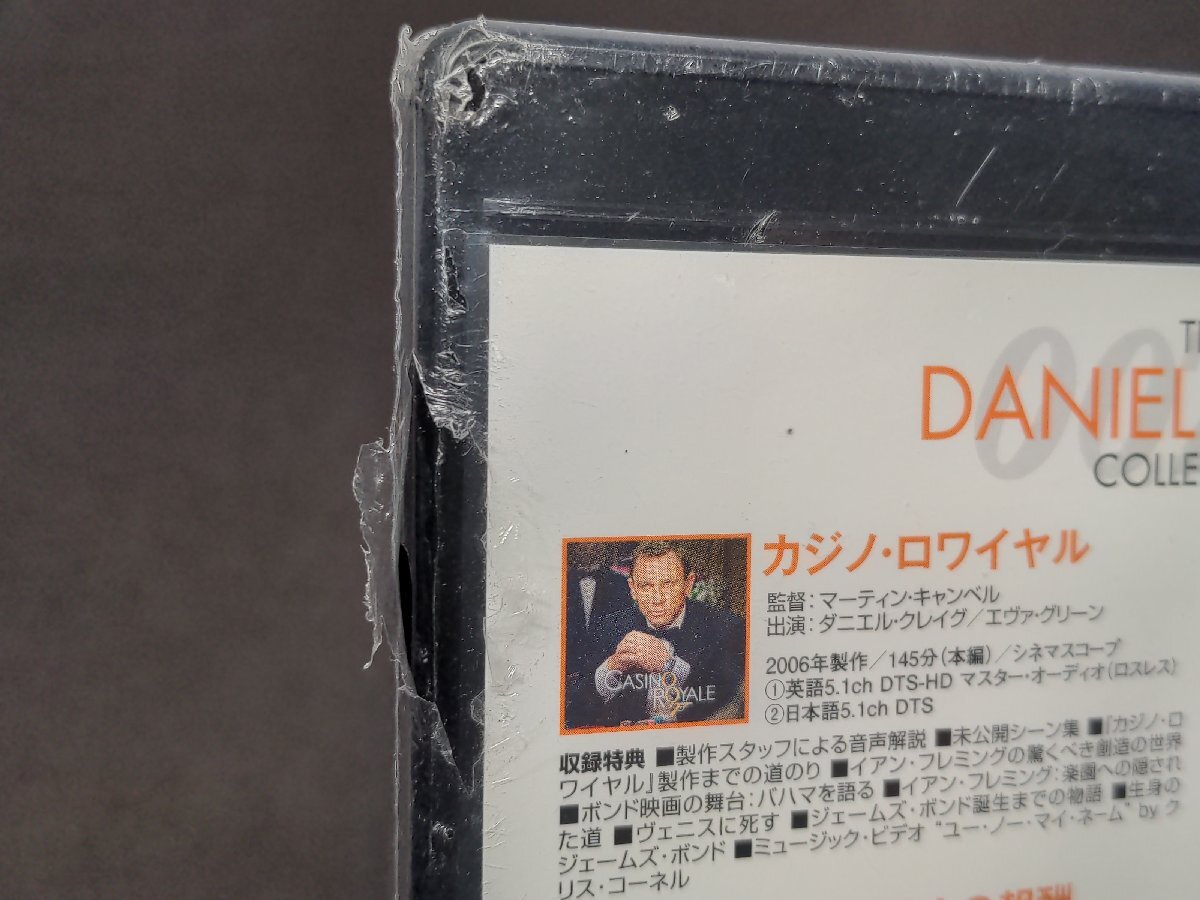 DANIEL
COLLE
カジノ・ロワイヤル
監督：マーティン・キャンベル
出演：ダニエル・クレイグ／エヴァ・グリーン
2006年製作／145分（本編）／シネマスコープ
①英語5.1ch DTS-HD マスター・オーディオ（ロスレス）
②日本語5.1ch DTS
CASINO
ROYALE
収録特典 ■製作スタッフによる音声解説 ■未公開シーン集 ■『カジノ・ロ
ワイヤル』製作までの道のり ■イアン・フレミングの驚くべき創造の世界
■ボンド映画の舞台：バハマを語る ■イアン・フレミング：楽園への隠され
た道 ■ヴェニスに死す ■ジェームズ・ボンド誕生までの物語 ■生身の
ジェームズ・ボンド ■ミュージック・ビデオ “ユー・ノー・マイ・ネーム” by ク
リス・コーネル